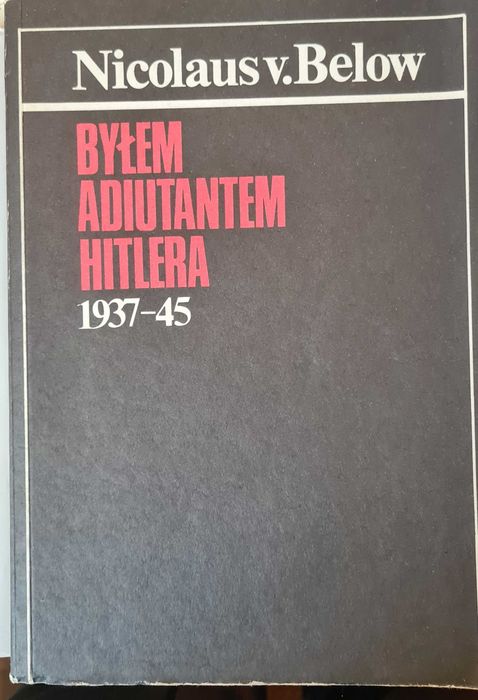 Nicolaus v. Below
BYŁEM
ADIUTANTEM
HITLERA
1937-45